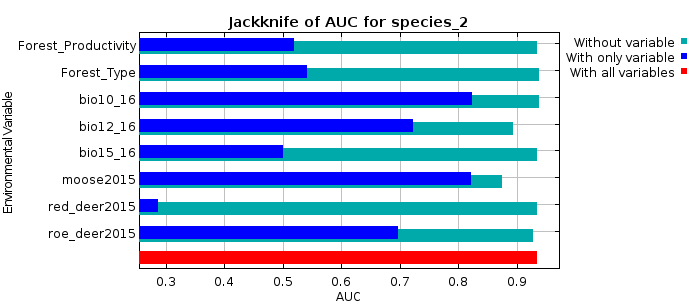 Jackknife of AUC for species_2
Environmental Variable
Forest_Productivity
Forest_Type
bio10_16
bio12_16
bio15_16
moose2015
red_deer2015
roe_deer2015
0.3 0.4 0.5 0.6 0.7 0.8 0.9
AUC
Without variable
With only variable
With all variables